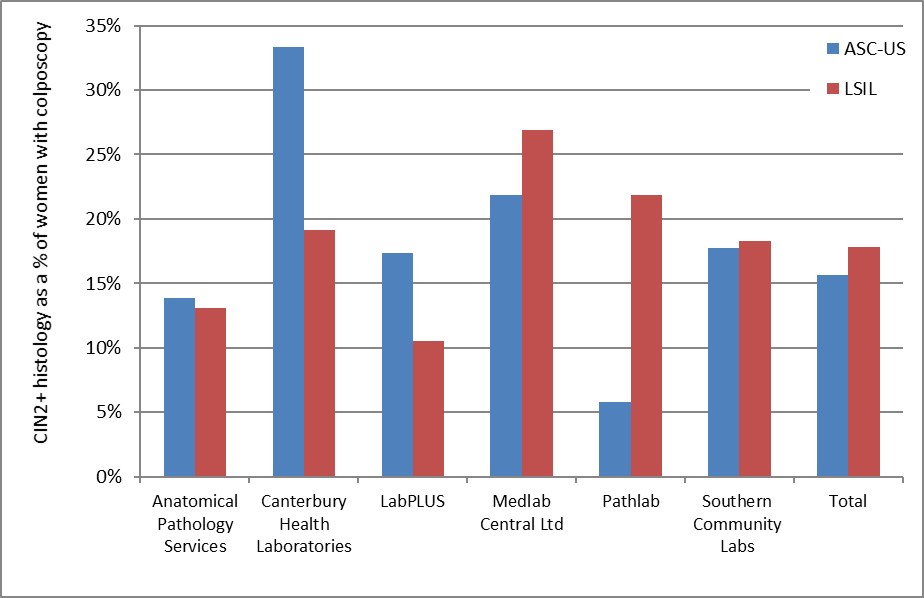 CIN2+ histology as a % of women with colposcopy
35%
30%
25%
20%
15%
10%
5%
0%
ASC-US
LSIL
Anatomical
Pathology
Services
Canterbury
Health
Laboratories
LabPLUS
Medlab
Central Ltd
Pathlab
Southern
Community
Labs
Total